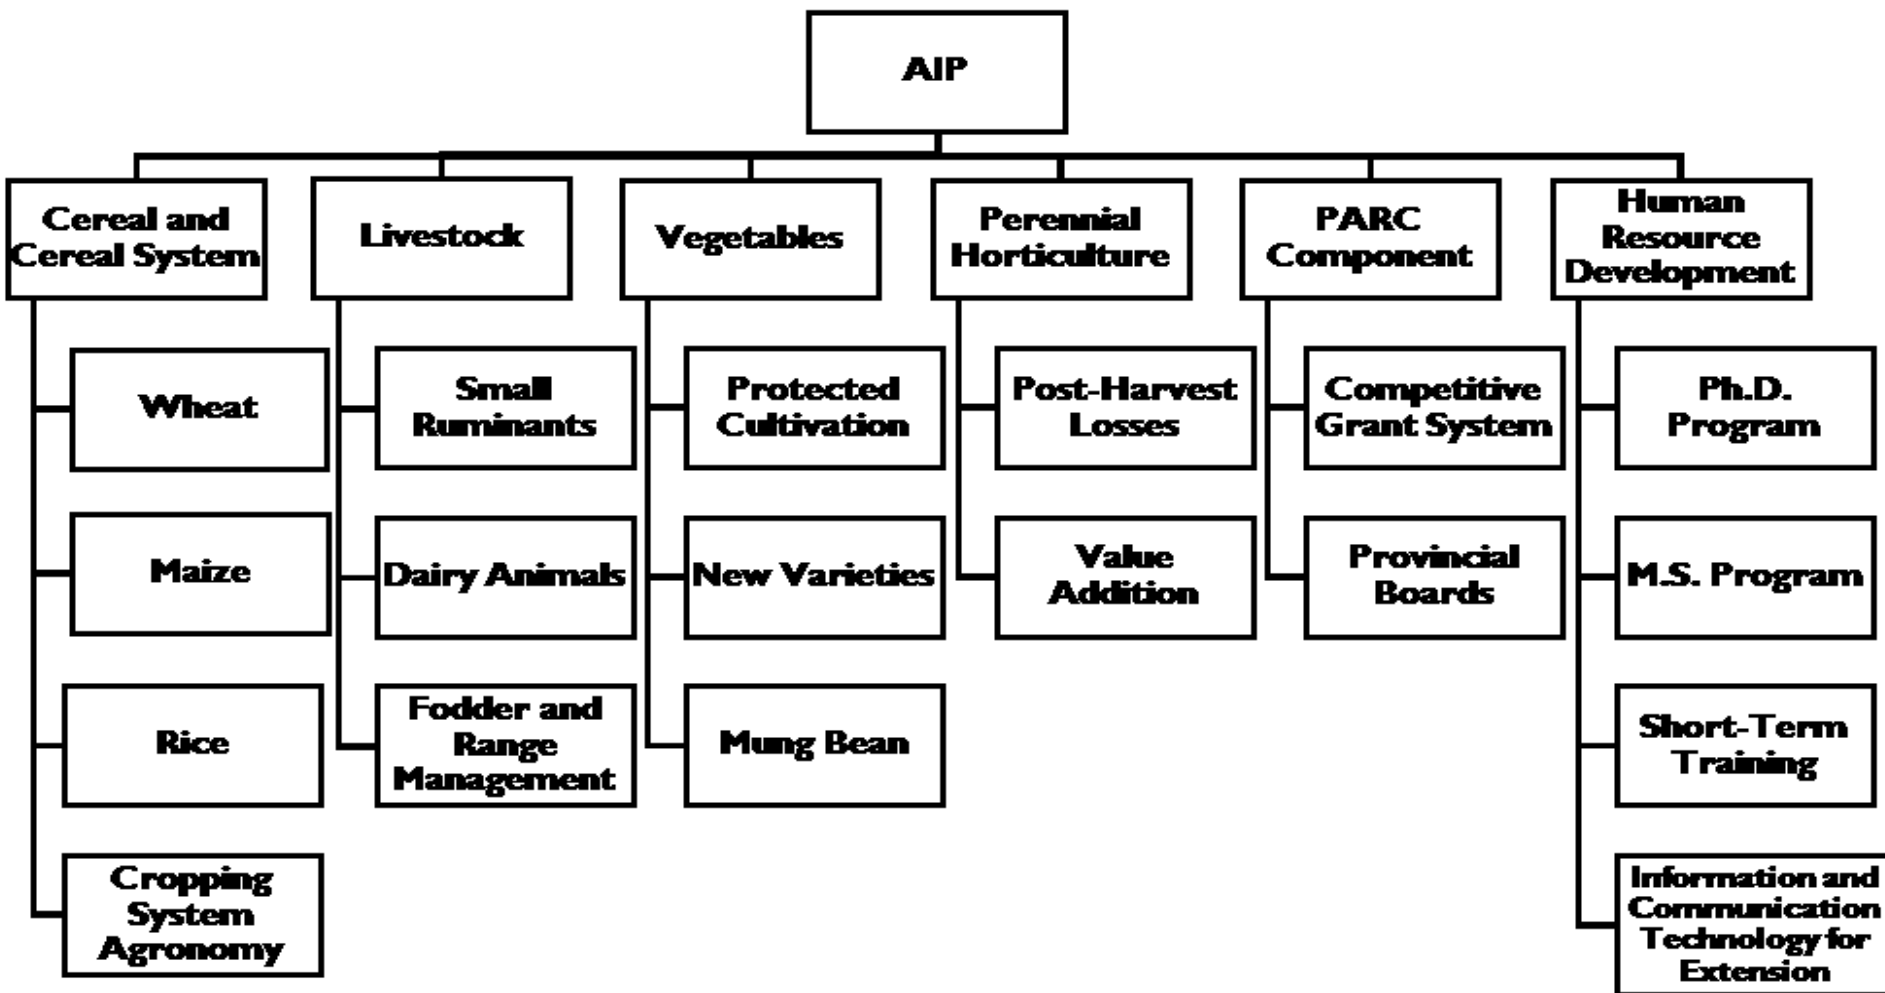 AIP
Cereal and
Cereal System
Livestock
Vegetables
Perennial
Horticulture
PARC
Component
Human
Resource
Development
Wheat
Small
Ruminants
Protected
Cultivation
Post-Harvest
Losses
Competitive
Grant System
Ph.D.
Program
Maize
Dairy Animals
New Varieties
Value
Addition
Provincial
Boards
M.S. Program
Rice
Fodder and
Range
Management
Mung Bean
Short-Term
Training
Cropping
System
Agronomy
Information and
Communication
Technology for
Extension